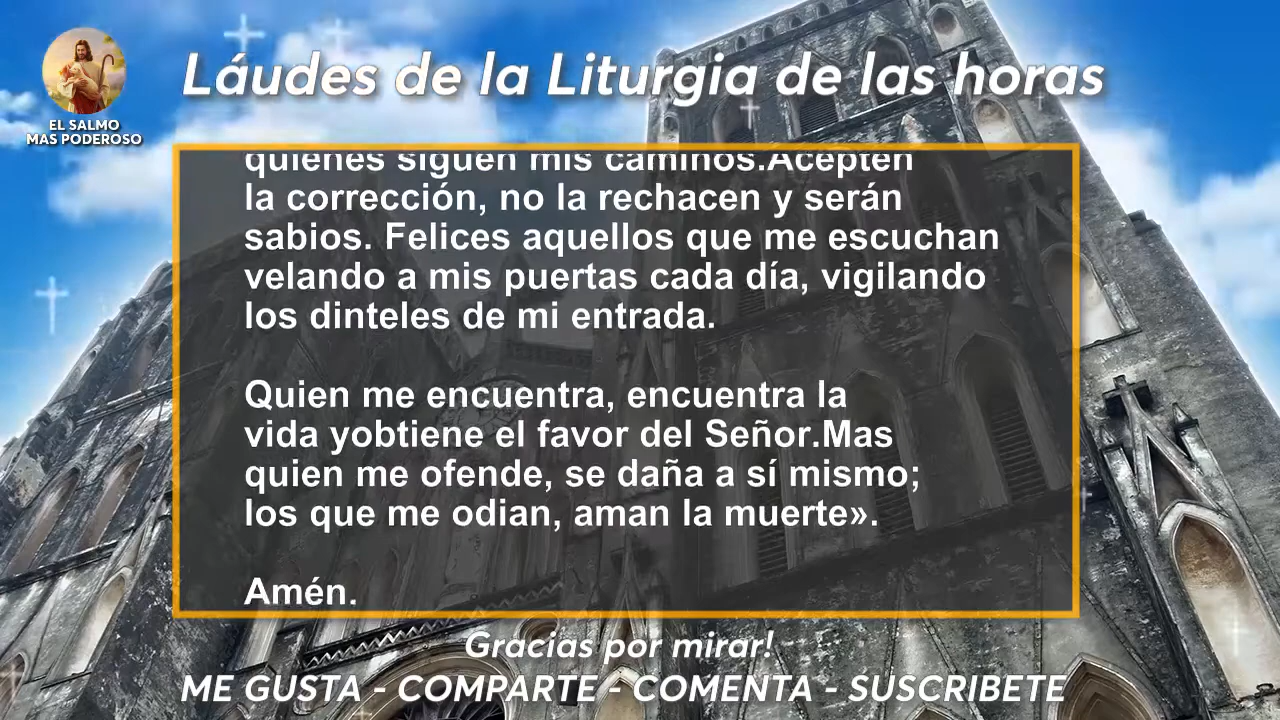 Láudes de la Liturgia de las horas
EL SALMO
MAS PODEROSO
quienes siguen mis caminos.Acepten
la corrección, no la rechacen y serán
sabios. Felices aquellos que me escuchan
velando a mis puertas cada día, vigilando
los dinteles de mi entrada.
Quien me encuentra, encuentra la
vida yobtiene el favor del Señor.Mas
quien me ofende, se daña a sí mismo;
los que me odian, aman la muerte».
Amén.
Gracias por mirar!
ME GUSTA - COMPARTE - COMENTA - SUSCRIBETE